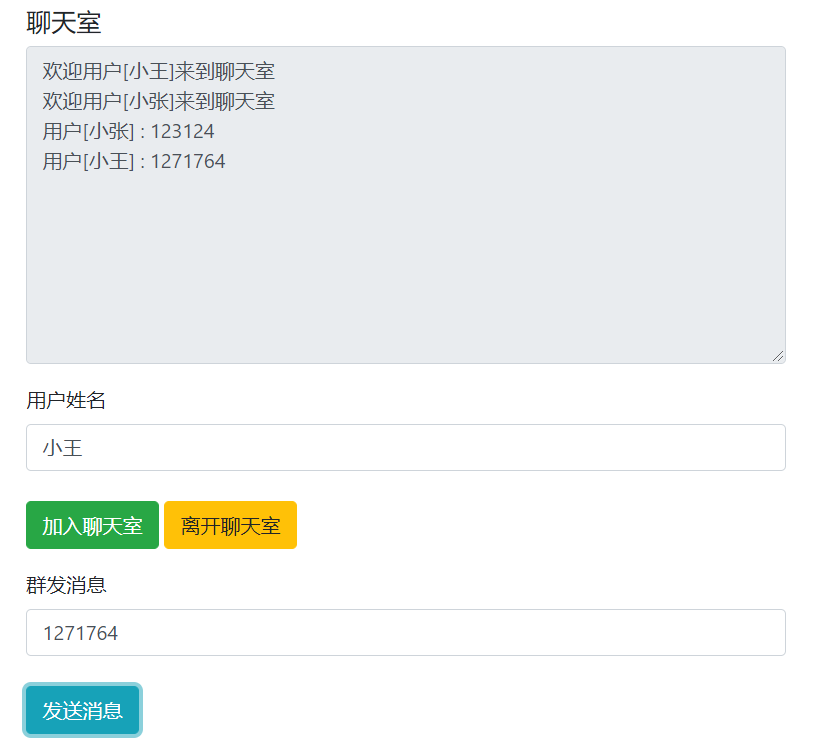 聊天室
欢迎用户[小王]来到聊天室
欢迎用户[小张]来到聊天室
用户[小张] : 123124
用户[小王] : 1271764
用户姓名
小王
加入聊天室 离开聊天室
群发消息
1271764
发送消息